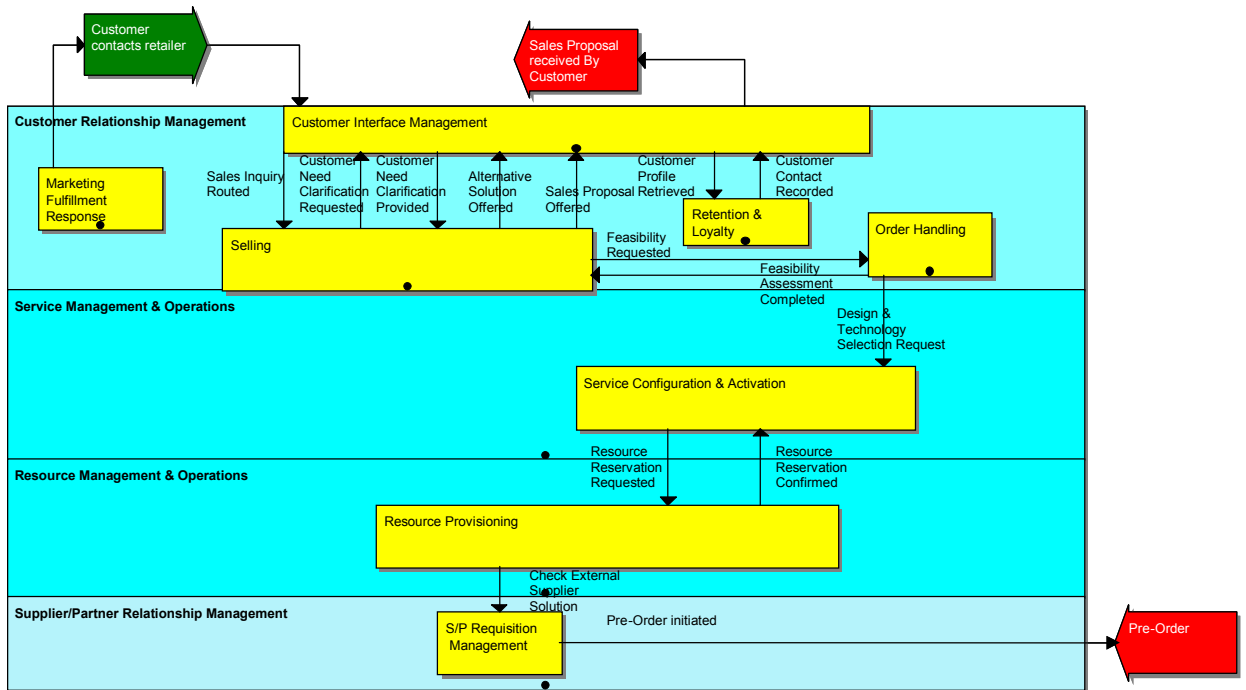 Customer
contacts retailer
Sales Proposal
received By
Customer
Customer Relationship Management
Customer Interface Management
Marketing
Fulfillment
Response
Sales Inquiry
Routed
Customer
Need
Clarification
Requested
Customer
Need
Clarification
Provided
Alternative
Solution
Offered
Sales Proposal
Offered
Customer
Profile
Retrieved
Customer
Contact
Recorded
Retention &
Loyalty
Order Handling
Selling
Feasibility
Requested
Feasibility
Assessment
Completed
Service Management & Operations
Design &
Technology
Selection Request
Service Configuration & Activation
Resource
Reservation
Requested
Resource
Reservation
Confirmed
Resource Management & Operations
Resource Provisioning
Check External
Supplier
Solution
Supplier/Partner Relationship Management
S/P Requisition
Management
Pre-Order initiated
Pre-Order